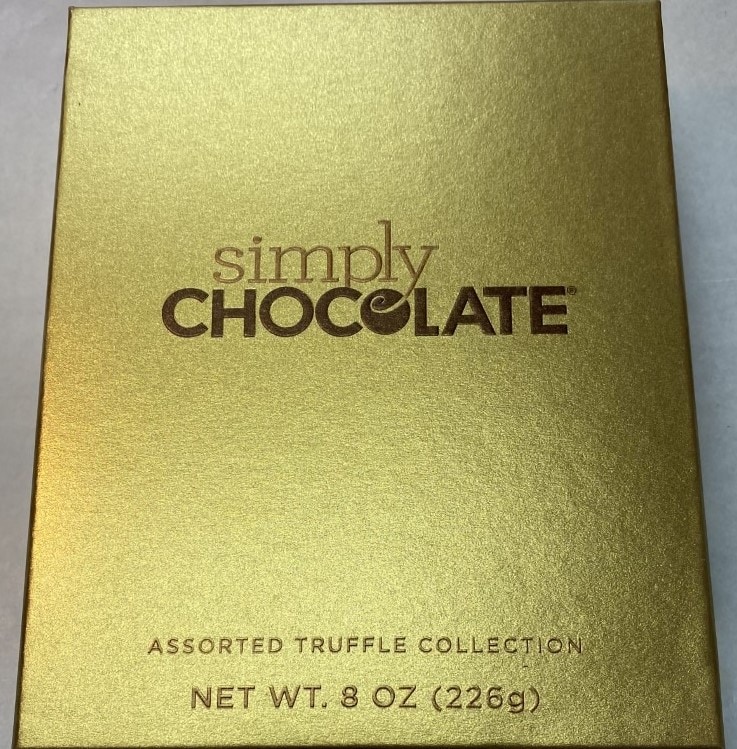 simply
CHOCOLATE®
ASSORTED TRUFFLE COLLECTION
NET WT. 8 OZ (226g)